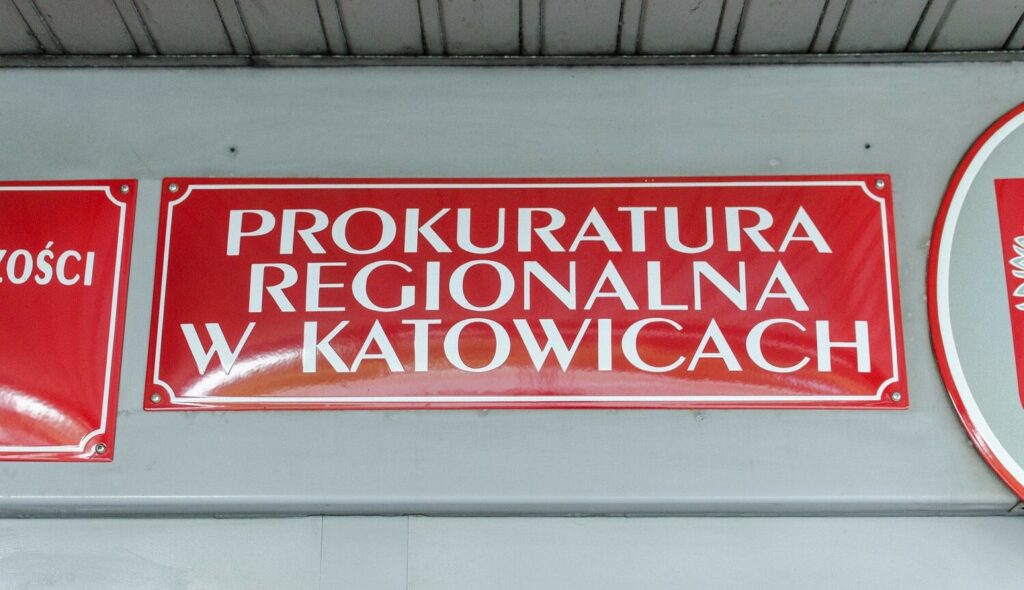 ZOŚCI
PROKURATURA
REGIONALNA
W KATOWICACH